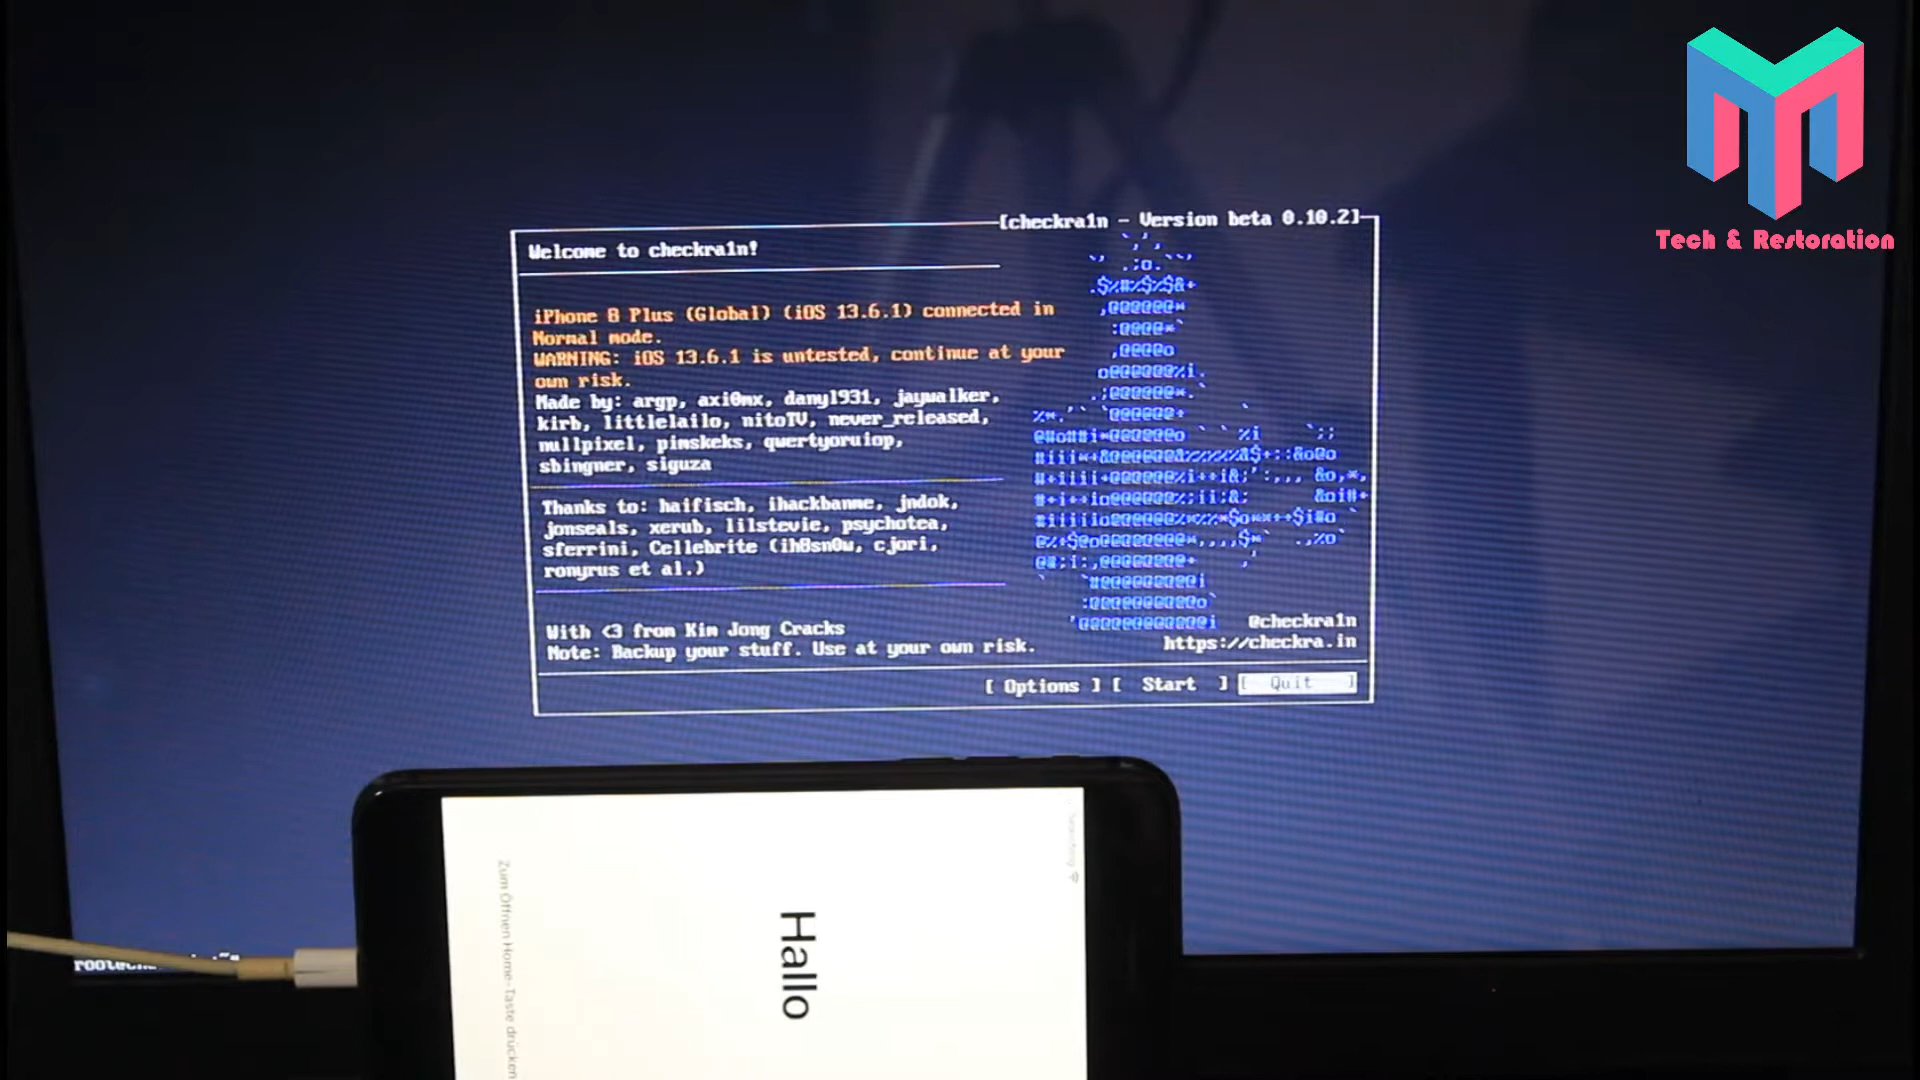 Tech & Restoration
[checkra1n - Version beta 0.10.2]
Welcome to checkra1n!
iPhone 8 Plus (Global) (iOS 13.6.1) connected in
Normal mode.
WARNING: iOS 13.6.1 is untested, continue at your
own risk.
Made by: argp, axi0mx, danyl931, jaywalker,
kirb, littlelailo, nitoTV, never_released,
nullpixel, pimskeks, qwertyoruiop,
sbingner, siguza
Thanks to: haifisch, ihackbanme, jndok,
jonseals, xerub, lilstevie, psychotea,
sferrini, Cellebrite (ih8sn0w, cjori,
ronyrus et al.)
With <3 from Kim Jong Cracks
Note: Backup your stuff. Use at your own risk.
@checkra1n
https://checkra.in
[ Options ] [ Start ] [ Quit ]
Hallo
Zum Öffnen Home-Taste drücken